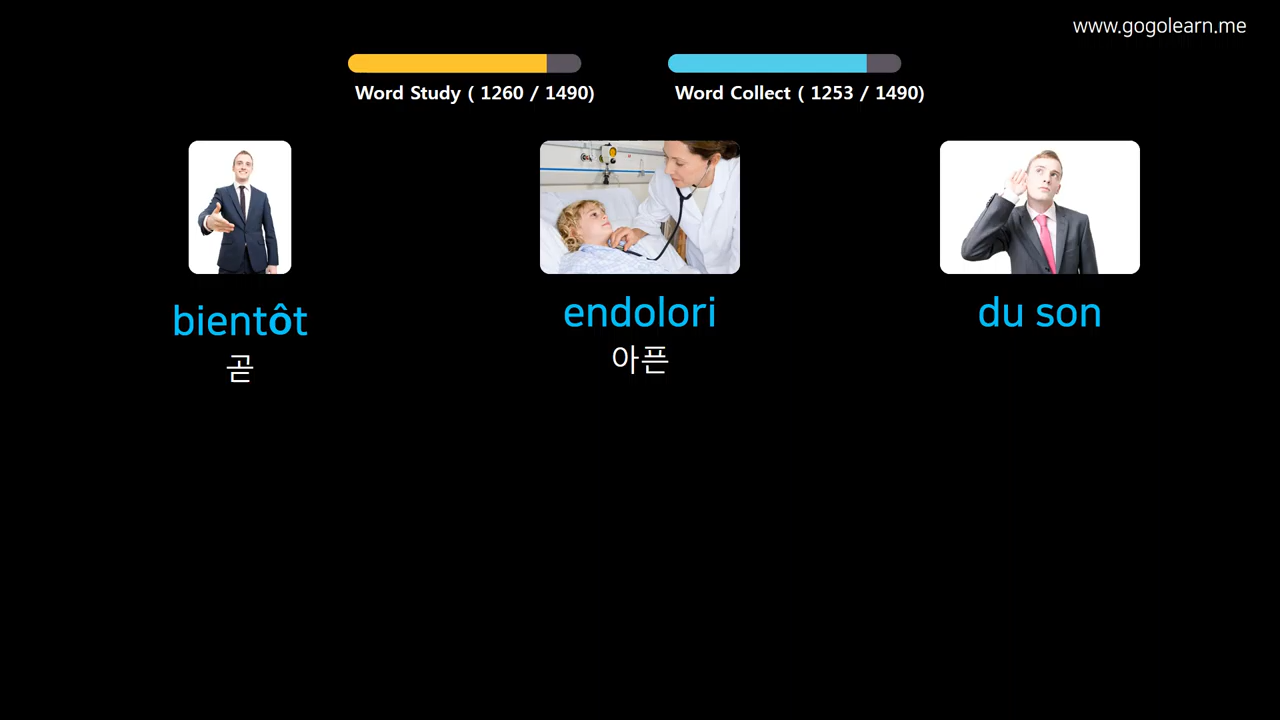 www.gogolearn.me
Word Study ( 1260 / 1490)
Word Collect ( 1253 / 1490)
bientôt
곧
endolori
아픈
du son